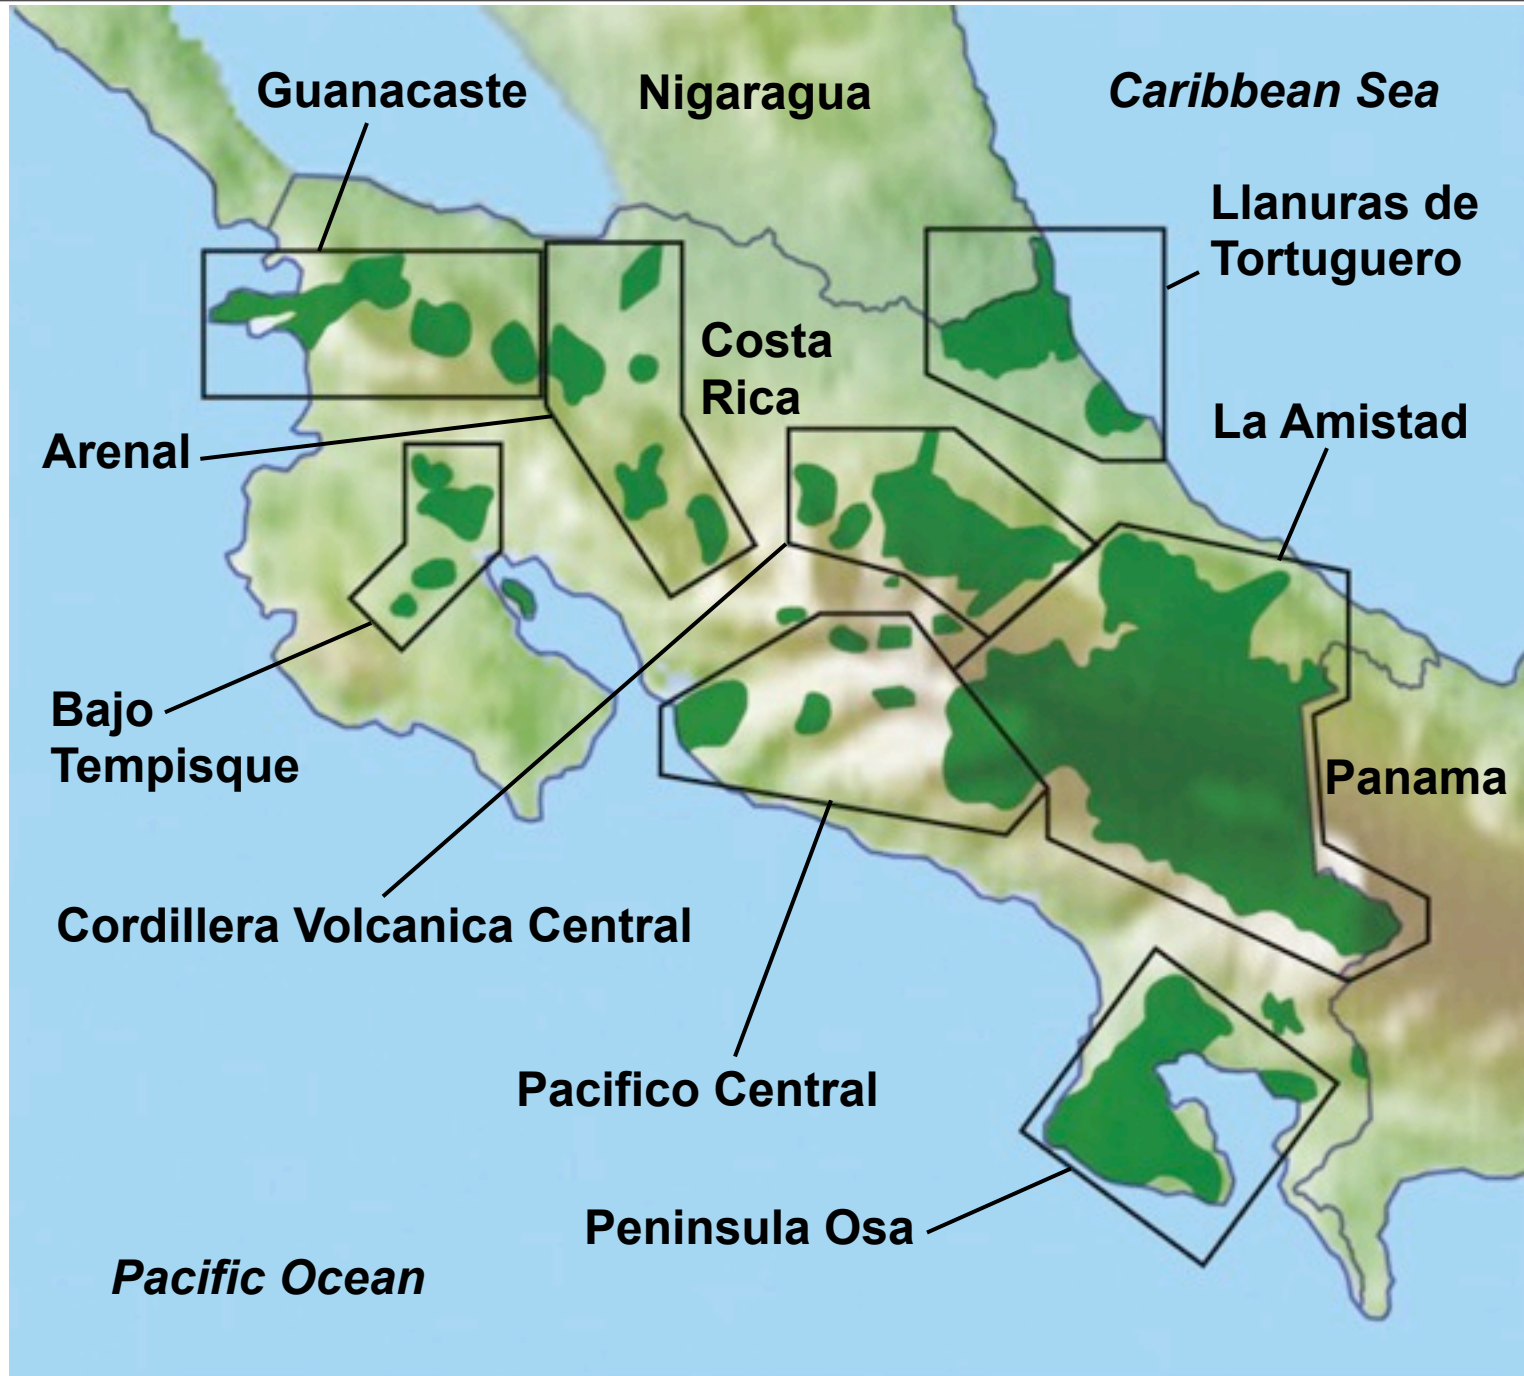 Guanacaste
Nigaragua
Caribbean Sea
Llanuras de
Tortuguero
Costa
Rica
Arenal
La Amistad
Bajo
Tempisque
Panama
Cordillera Volcanica Central
Pacifico Central
Peninsula Osa
Pacific Ocean